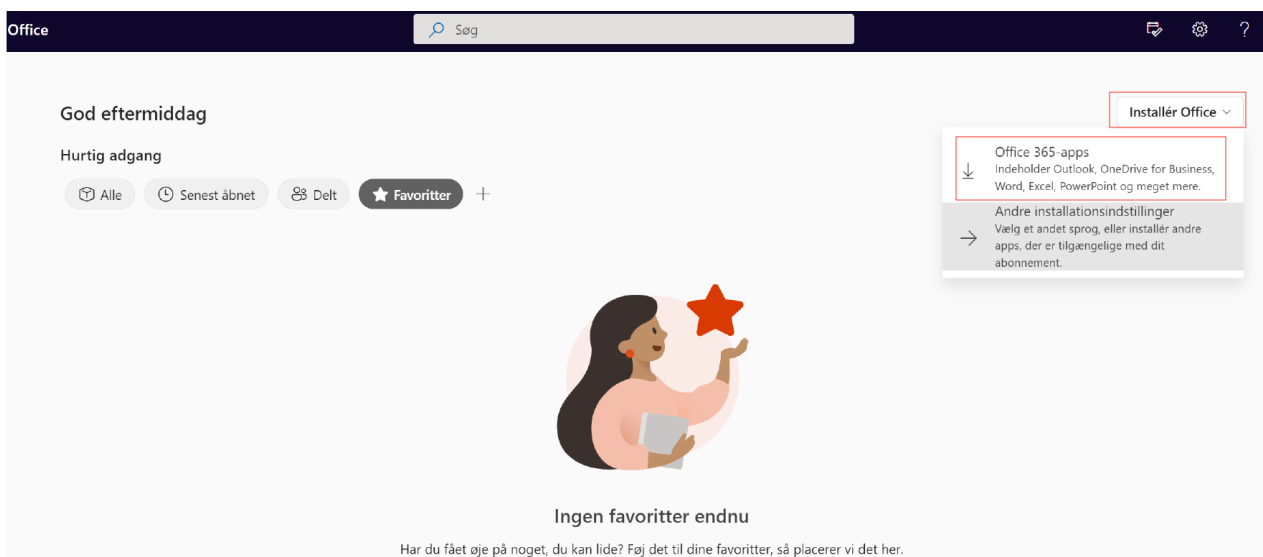 Office
Søg
God eftermiddag
Installér Office
Hurtig adgang
Alle
Senest åbnet
Delt
Favoritter
Office 365-apps
Indeholder Outlook, OneDrive for Business,
Word, Excel, PowerPoint og meget mere.
Andre installationsindstillinger
Vælg et andet sprog, eller installér andre
apps, der er tilgængelige med dit
abonnement.
Ingen favoritter endnu
Har du fået øje på noget, du kan lide? Føj det til dine favoritter, så placerer vi det her.